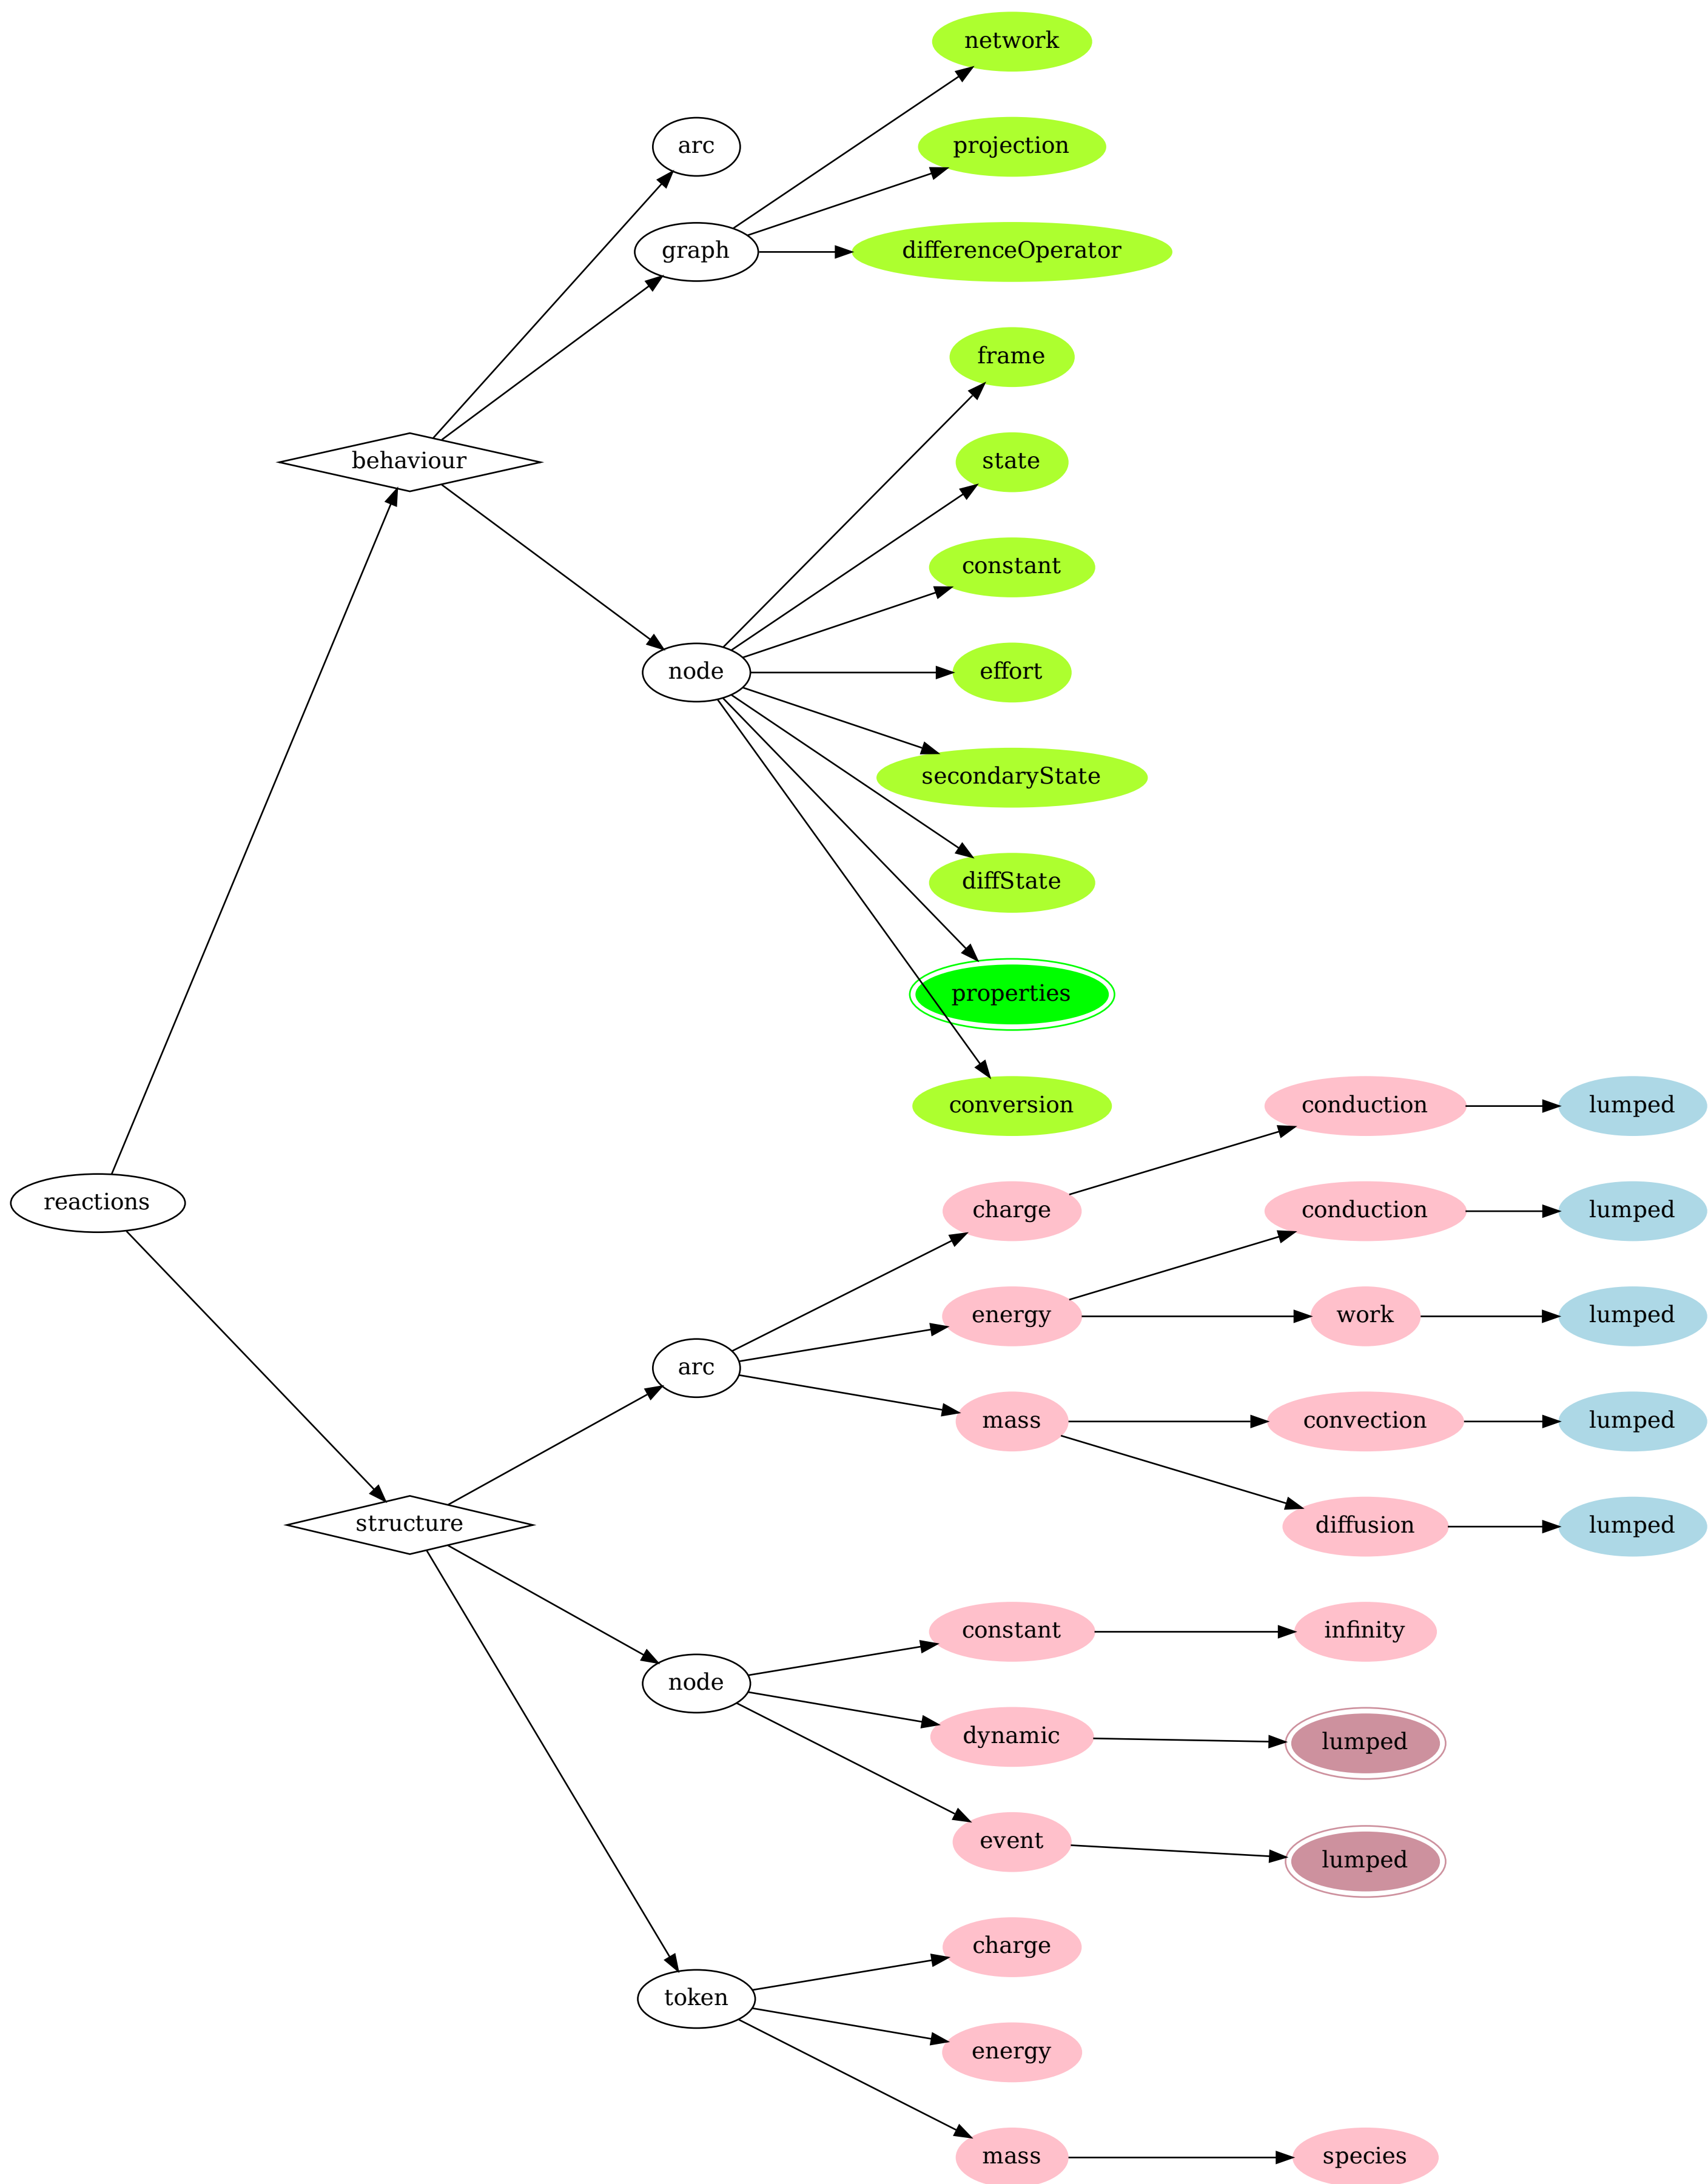 network
arc
projection
graph
differenceOperator
frame
behaviour
state
constant
node
effort
secondaryState
diffState
properties
conversion
conduction
lumped
reactions
charge
conduction
lumped
energy
work
lumped
arc
mass
convection
lumped
structure
diffusion
lumped
constant
infinity
node
dynamic
lumped
event
lumped
charge
token
energy
mass
species